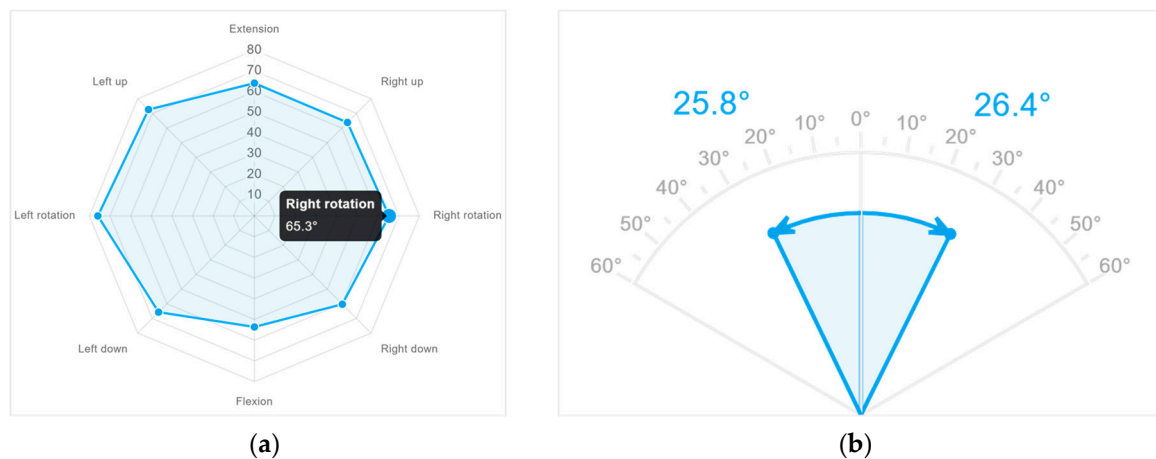 Extension
80
70
60
50
40
30
20
10
Left up
Right up
Left rotation
Right rotation
Right rotation
65.3°
Left down
Right down
Flexion
(a)
25.8°
26.4°
60°
50°
40°
30°
20°
10°
0°
10°
20°
30°
40°
50°
60°
(b)